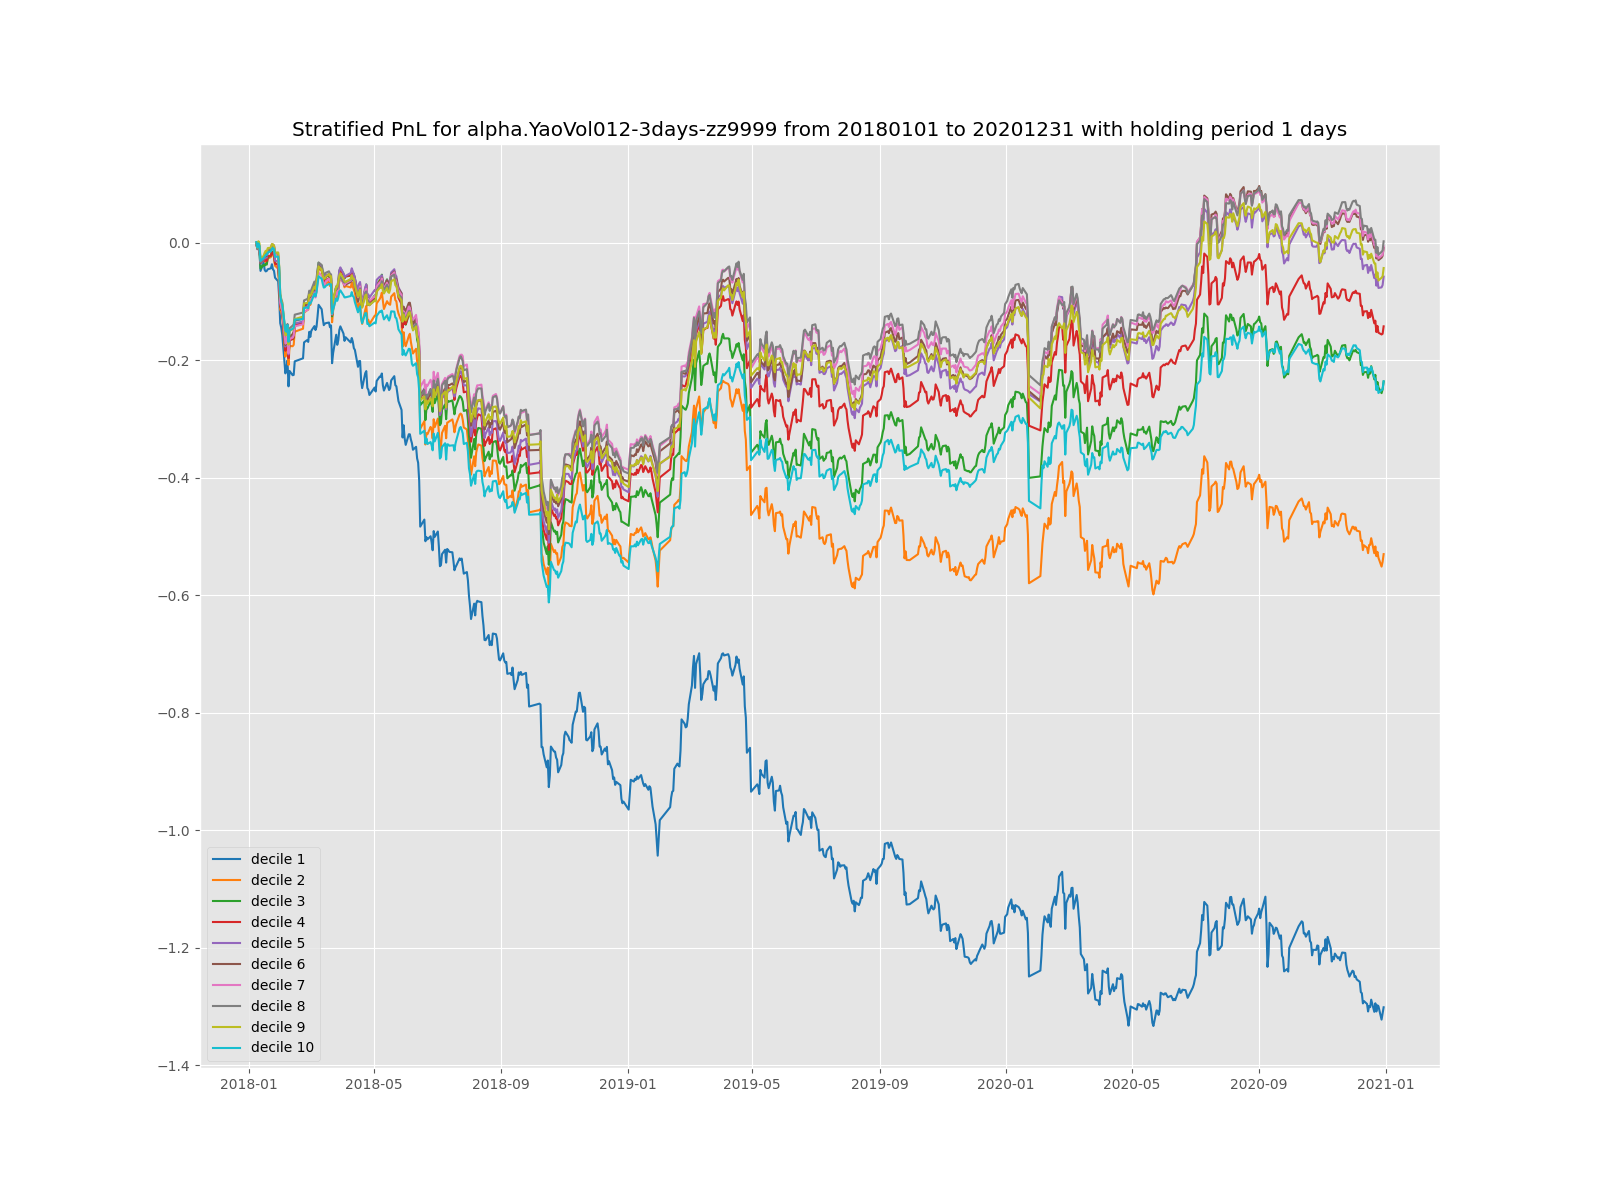 Stratified PnL for alpha.YaoVol012-3days-zz9999 from 20180101 to 20201231 with holding period 1 days
0.0
−0.2
−0.4
−0.6
−0.8
−1.0
−1.2
−1.4
decile 1
decile 2
decile 3
decile 4
decile 5
decile 6
decile 7
decile 8
decile 9
decile 10
2018-01 2018-05 2018-09 2019-01 2019-05 2019-09 2020-01 2020-05 2020-09 2021-01